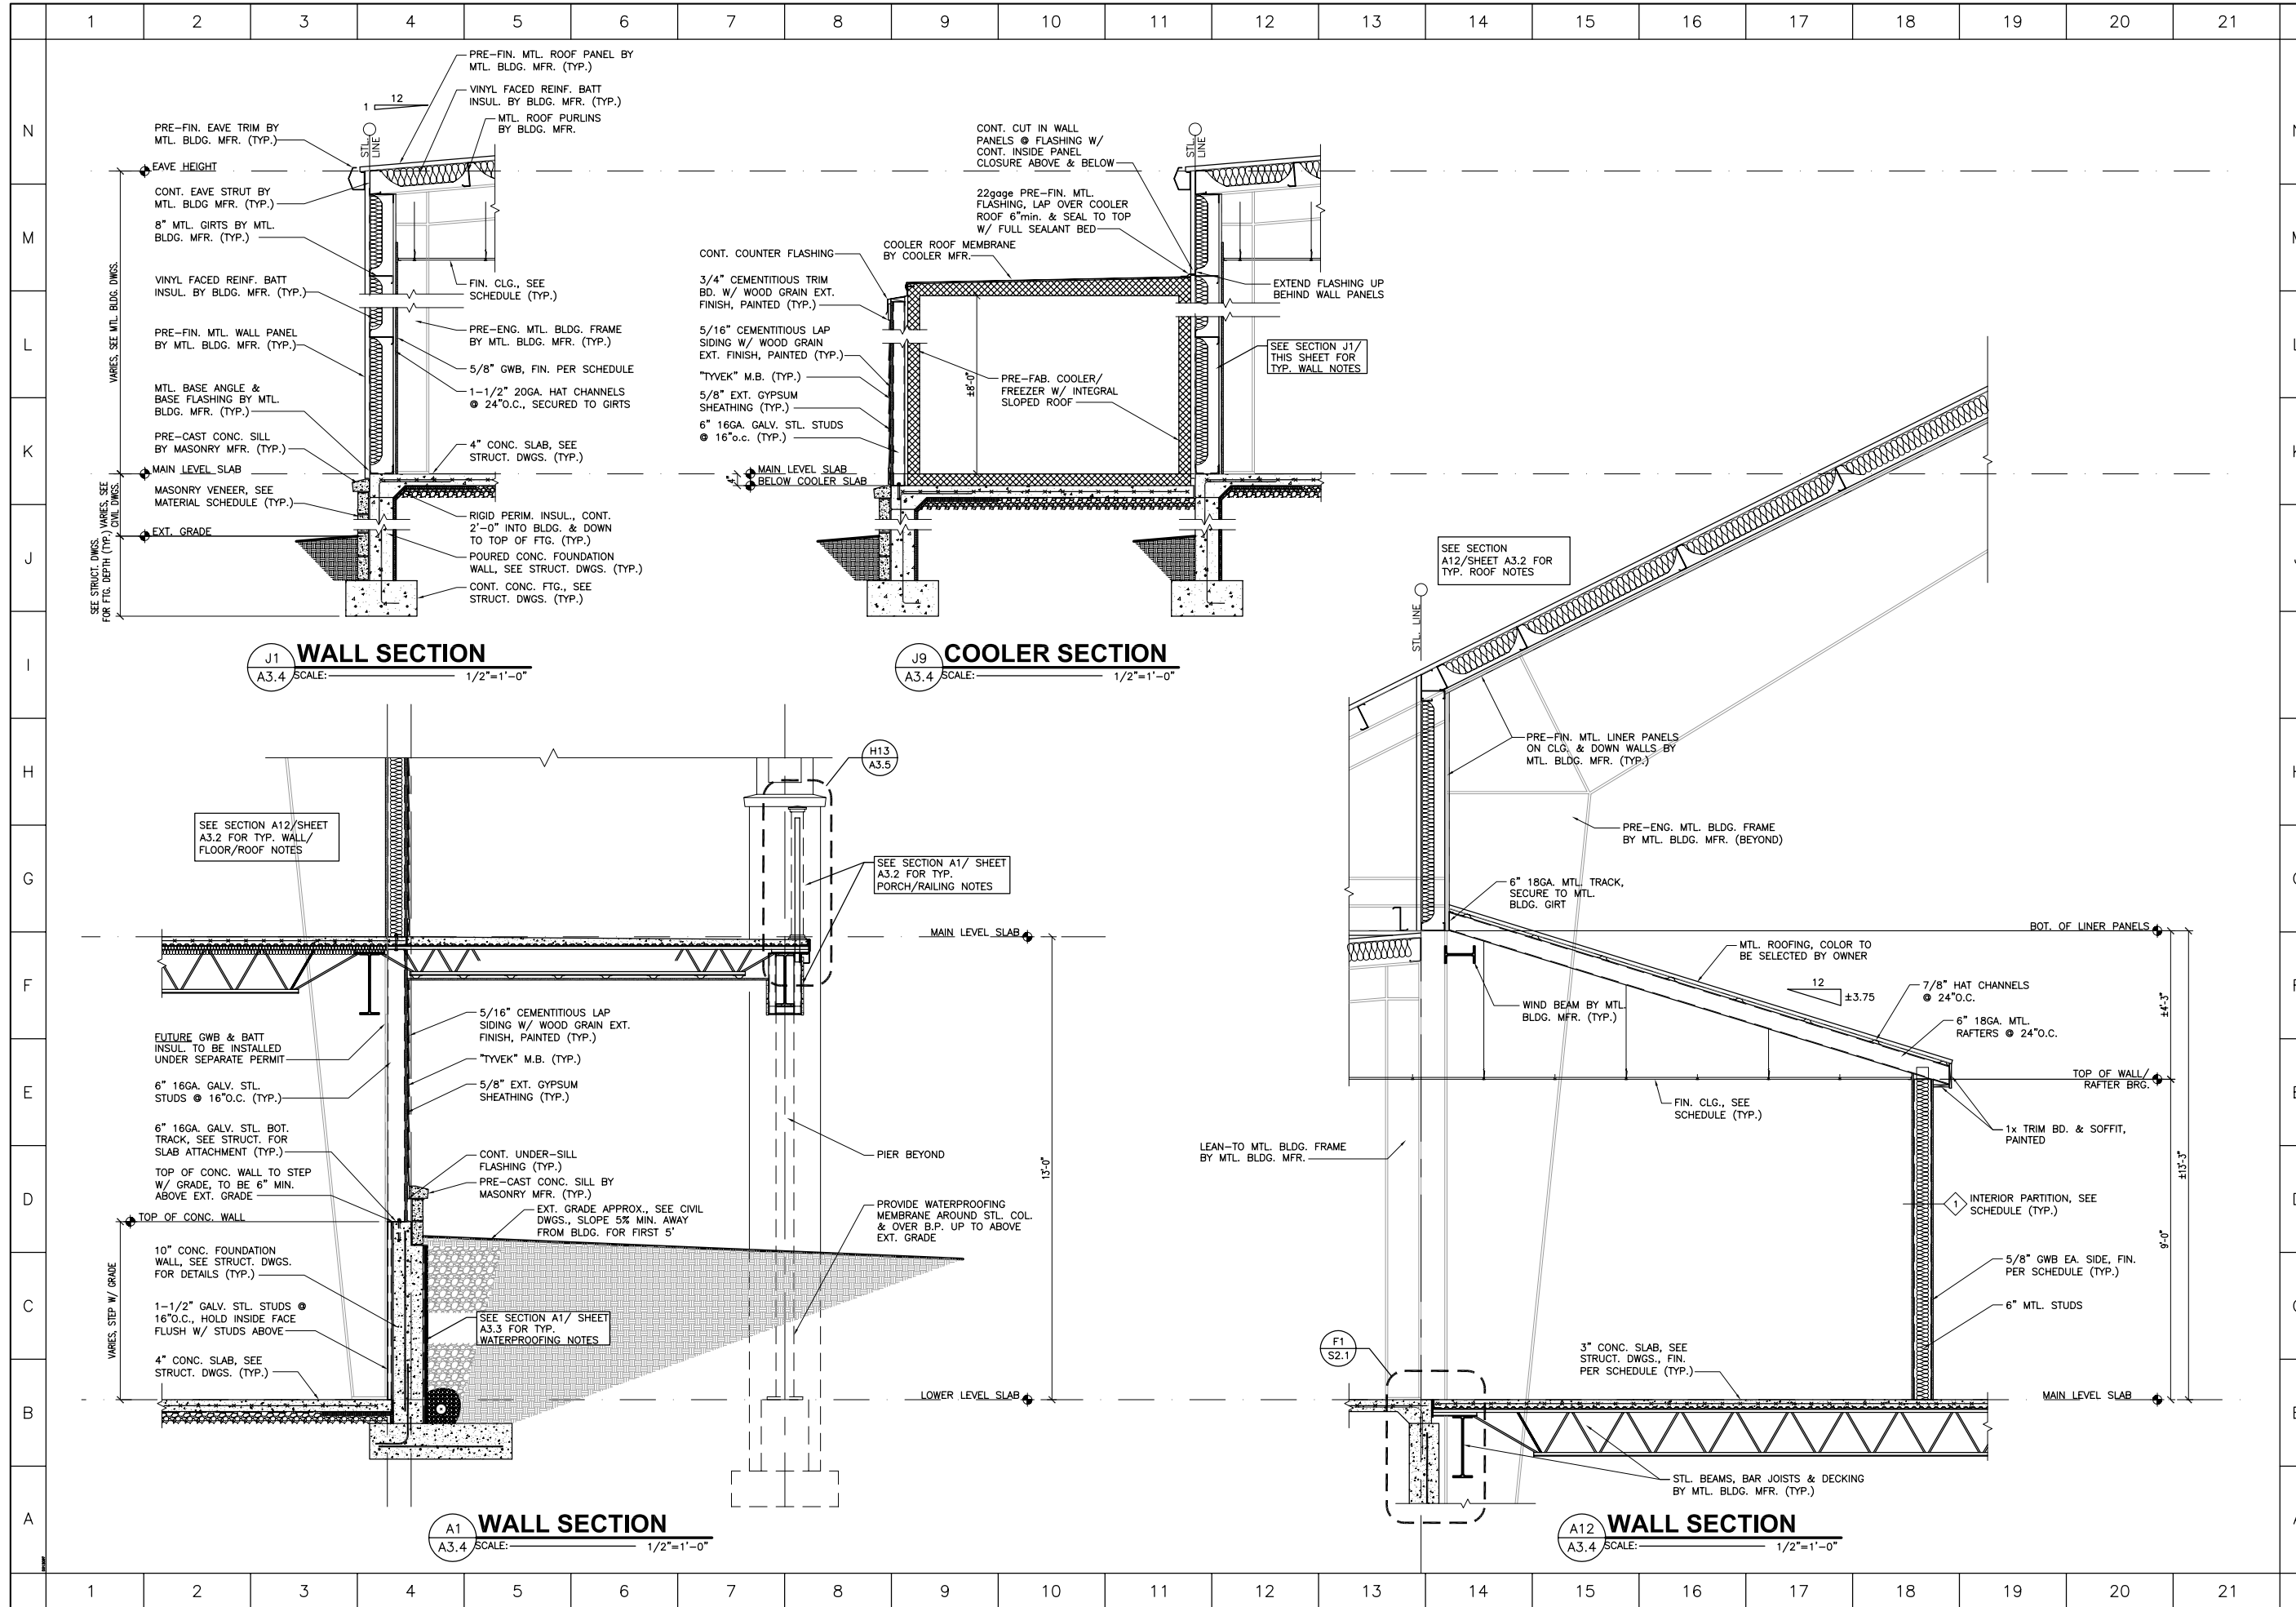 1 2 3 4 5 6 7 8 9 10 11 12 13 14 15 16 17 18 19 20 21
N
M
L
K
J
I
H
G
F
E
D
C
B
A
PRE-FIN. MTL. ROOF PANEL BY
MTL. BLDG. MFR. (TYP.)
VINYL FACED REINF. BATT
INSUL. BY BLDG. MFR. (TYP.)
MTL. ROOF PURLINS
BY BLDG. MFR.
12
1
STL.
LINE
PRE-FIN. EAVE TRIM BY
MTL. BLDG. MFR. (TYP.)
EAVE HEIGHT
CONT. EAVE STRUT BY
MTL. BLDG MFR. (TYP.)
8" MTL. GIRTS BY MTL.
BLDG. MFR. (TYP.)
VINYL FACED REINF. BATT
INSUL. BY BLDG. MFR. (TYP.)
PRE-FIN. MTL. WALL PANEL
BY MTL. BLDG. MFR. (TYP.)
MTL. BASE ANGLE &
BASE FLASHING BY MTL.
BLDG. MFR. (TYP.)
PRE-CAST CONC. SILL
BY MASONRY MFR. (TYP.)
MAIN LEVEL SLAB
MASONRY VENEER, SEE
MATERIAL SCHEDULE (TYP.)
EXT. GRADE
VARIES, SEE MTL. BLDG. DWGS.
VARIES, SEE
CIVIL DWGS.
SEE STRUCT. DWGS.
FOR FTG. DEPTH (TYP.)
FIN. CLG., SEE
SCHEDULE (TYP.)
PRE-ENG. MTL. BLDG. FRAME
BY MTL. BLDG. MFR. (TYP.)
5/8" GWB, FIN. PER SCHEDULE
1-1/2" 20GA. HAT CHANNELS
@ 24"O.C., SECURED TO GIRTS
4" CONC. SLAB, SEE
STRUCT. DWGS. (TYP.)
RIGID PERIM. INSUL., CONT.
2'-0" INTO BLDG. & DOWN
TO TOP OF FTG. (TYP.)
POURED CONC. FOUNDATION
WALL, SEE STRUCT. DWGS. (TYP.)
CONT. CONC. FTG., SEE
STRUCT. DWGS. (TYP.)
J1
A3.4
WALL SECTION
SCALE: 1/2"=1'-0"
CONT. CUT IN WALL
PANELS @ FLASHING W/
CONT. INSIDE PANEL
CLOSURE ABOVE & BELOW
STL.
LINE
22gage PRE-FIN. MTL.
FLASHING, LAP OVER COOLER
ROOF 6"min. & SEAL TO TOP
W/ FULL SEALANT BED
COOLER ROOF MEMBRANE
BY COOLER MFR.
CONT. COUNTER FLASHING
3/4" CEMENTITIOUS TRIM
BD. W/ WOOD GRAIN EXT.
FINISH, PAINTED (TYP.)
5/16" CEMENTITIOUS LAP
SIDING W/ WOOD GRAIN
EXT. FINISH, PAINTED (TYP.)
"TYVEK" M.B. (TYP.)
5/8" EXT. GYPSUM
SHEATHING (TYP.)
6" 16GA. GALV. STL. STUDS
@ 16"o.c. (TYP.)
MAIN LEVEL SLAB
BELOW COOLER SLAB
±8'-0"
PRE-FAB. COOLER/
FREEZER W/ INTEGRAL
SLOPED ROOF
EXTEND FLASHING UP
BEHIND WALL PANELS
SEE SECTION J1/
THIS SHEET FOR
TYP. WALL NOTES
J9
A3.4
COOLER SECTION
SCALE: 1/2"=1'-0"
SEE SECTION A12/SHEET
A3.2 FOR TYP. WALL/
FLOOR/ROOF NOTES
H13
A3.5
SEE SECTION A1/ SHEET
A3.2 FOR TYP.
PORCH/RAILING NOTES
MAIN LEVEL SLAB
FUTURE GWB & BATT
INSUL. TO BE INSTALLED
UNDER SEPARATE PERMIT
6" 16GA. GALV. STL.
STUDS @ 16"O.C. (TYP.)
6" 16GA. GALV. STL. BOT.
TRACK, SEE STRUCT. FOR
SLAB ATTACHMENT (TYP.)
TOP OF CONC. WALL TO STEP
W/ GRADE, TO BE 6" MIN.
ABOVE EXT. GRADE
TOP OF CONC. WALL
10" CONC. FOUNDATION
WALL, SEE STRUCT. DWGS.
FOR DETAILS (TYP.)
1-1/2" GALV. STL. STUDS @
16"O.C., HOLD INSIDE FACE
FLUSH W/ STUDS ABOVE
4" CONC. SLAB, SEE
STRUCT. DWGS. (TYP.)
VARIES, STEP W/ GRADE
5/16" CEMENTITIOUS LAP
SIDING W/ WOOD GRAIN EXT.
FINISH, PAINTED (TYP.)
"TYVEK" M.B. (TYP.)
5/8" EXT. GYPSUM
SHEATHING (TYP.)
CONT. UNDER-SILL
FLASHING (TYP.)
PRE-CAST CONC. SILL BY
MASONRY MFR. (TYP.)
EXT. GRADE APPROX., SEE CIVIL
DWGS., SLOPE 5% MIN. AWAY
FROM BLDG. FOR FIRST 5'
SEE SECTION A1/ SHEET
A3.3 FOR TYP.
WATERPROOFING NOTES
PIER BEYOND
PROVIDE WATERPROOFING
MEMBRANE AROUND STL. COL.
& OVER B.P. UP TO ABOVE
EXT. GRADE
13'-0"
LOWER LEVEL SLAB
A1
A3.4
WALL SECTION
SCALE: 1/2"=1'-0"
SEE SECTION
A12/SHEET A3.2 FOR
TYP. ROOF NOTES
STL. LINE
PRE-FIN. MTL. LINER PANELS
ON CLG. & DOWN WALLS BY
MTL. BLDG. MFR. (TYP.)
PRE-ENG. MTL. BLDG. FRAME
BY MTL. BLDG. MFR. (BEYOND)
6" 18GA. MTL. TRACK,
SECURE TO MTL.
BLDG. GIRT
BOT. OF LINER PANELS
MTL. ROOFING, COLOR TO
BE SELECTED BY OWNER
12
±3.75
7/8" HAT CHANNELS
@ 24"O.C.
6" 18GA. MTL.
RAFTERS @ 24"O.C.
±4'-3"
WIND BEAM BY MTL.
BLDG. MFR. (TYP.)
TOP OF WALL/
RAFTER BRG.
FIN. CLG., SEE
SCHEDULE (TYP.)
1x TRIM BD. & SOFFIT,
PAINTED
LEAN-TO MTL. BLDG. FRAME
BY MTL. BLDG. MFR.
±13'-3"
1
INTERIOR PARTITION, SEE
SCHEDULE (TYP.)
9'-0"
5/8" GWB EA. SIDE, FIN.
PER SCHEDULE (TYP.)
6" MTL. STUDS
F1
S2.1
3" CONC. SLAB, SEE
STRUCT. DWGS., FIN.
PER SCHEDULE (TYP.)
MAIN LEVEL SLAB
STL. BEAMS, BAR JOISTS & DECKING
BY MTL. BLDG. MFR. (TYP.)
A12
A3.4
WALL SECTION
SCALE: 1/2"=1'-0"
N
M
L
K
J
I
H
G
F
E
D
C
B
A
1 2 3 4 5 6 7 8 9 10 11 12 13 14 15 16 17 18 19 20 21